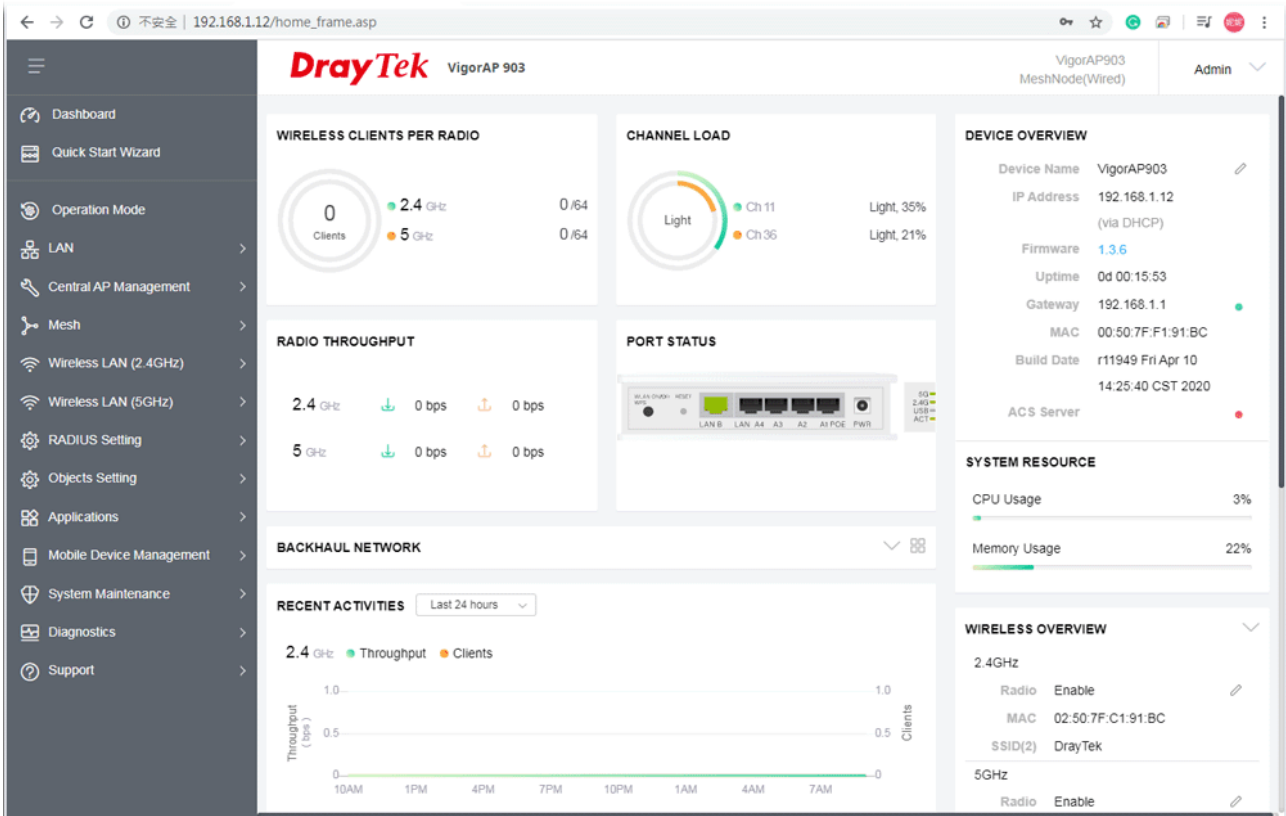 不安全 | 192.168.1.12/home_frame.asp
DrayTek VigorAP 903
VigorAP903
MeshNode(Wired)
Admin
Dashboard
Quick Start Wizard
Operation Mode
LAN
Central AP Management
Mesh
Wireless LAN (2.4GHz)
Wireless LAN (5GHz)
RADIUS Setting
Objects Setting
Applications
Mobile Device Management
System Maintenance
Diagnostics
Support
WIRELESS CLIENTS PER RADIO
0
Clients
2.4 GHz 0/64
5 GHz 0/64
CHANNEL LOAD
Light
Ch 11 Light, 35%
Ch 36 Light, 21%
RADIO THROUGHPUT
2.4 GHz 0 bps 0 bps
5 GHz 0 bps 0 bps
PORT STATUS
WLAN ON/OFF RESET
WPS
LAN B LAN A4 A3 A2 A1 POE PWR
5G
2.4G
USB
ACT
BACKHAUL NETWORK
RECENT ACTIVITIES Last 24 hours
2.4 GHz Throughput Clients
Throughput
( bps )
1.0 1.0
0.5 0.5
0 0
Clients
10AM 1PM 4PM 7PM 10PM 1AM 4AM 7AM
DEVICE OVERVIEW
Device Name VigorAP903
IP Address 192.168.1.12
(via DHCP)
Firmware 1.3.6
Uptime 0d 00:15:53
Gateway 192.168.1.1
MAC 00:50:7F:F1:91:BC
Build Date r11949 Fri Apr 10
14:25:40 CST 2020
ACS Server
SYSTEM RESOURCE
CPU Usage 3%
Memory Usage 22%
WIRELESS OVERVIEW
2.4GHz
Radio Enable
MAC 02:50:7F:C1:91:BC
SSID(2) DrayTek
5GHz
Radio Enable